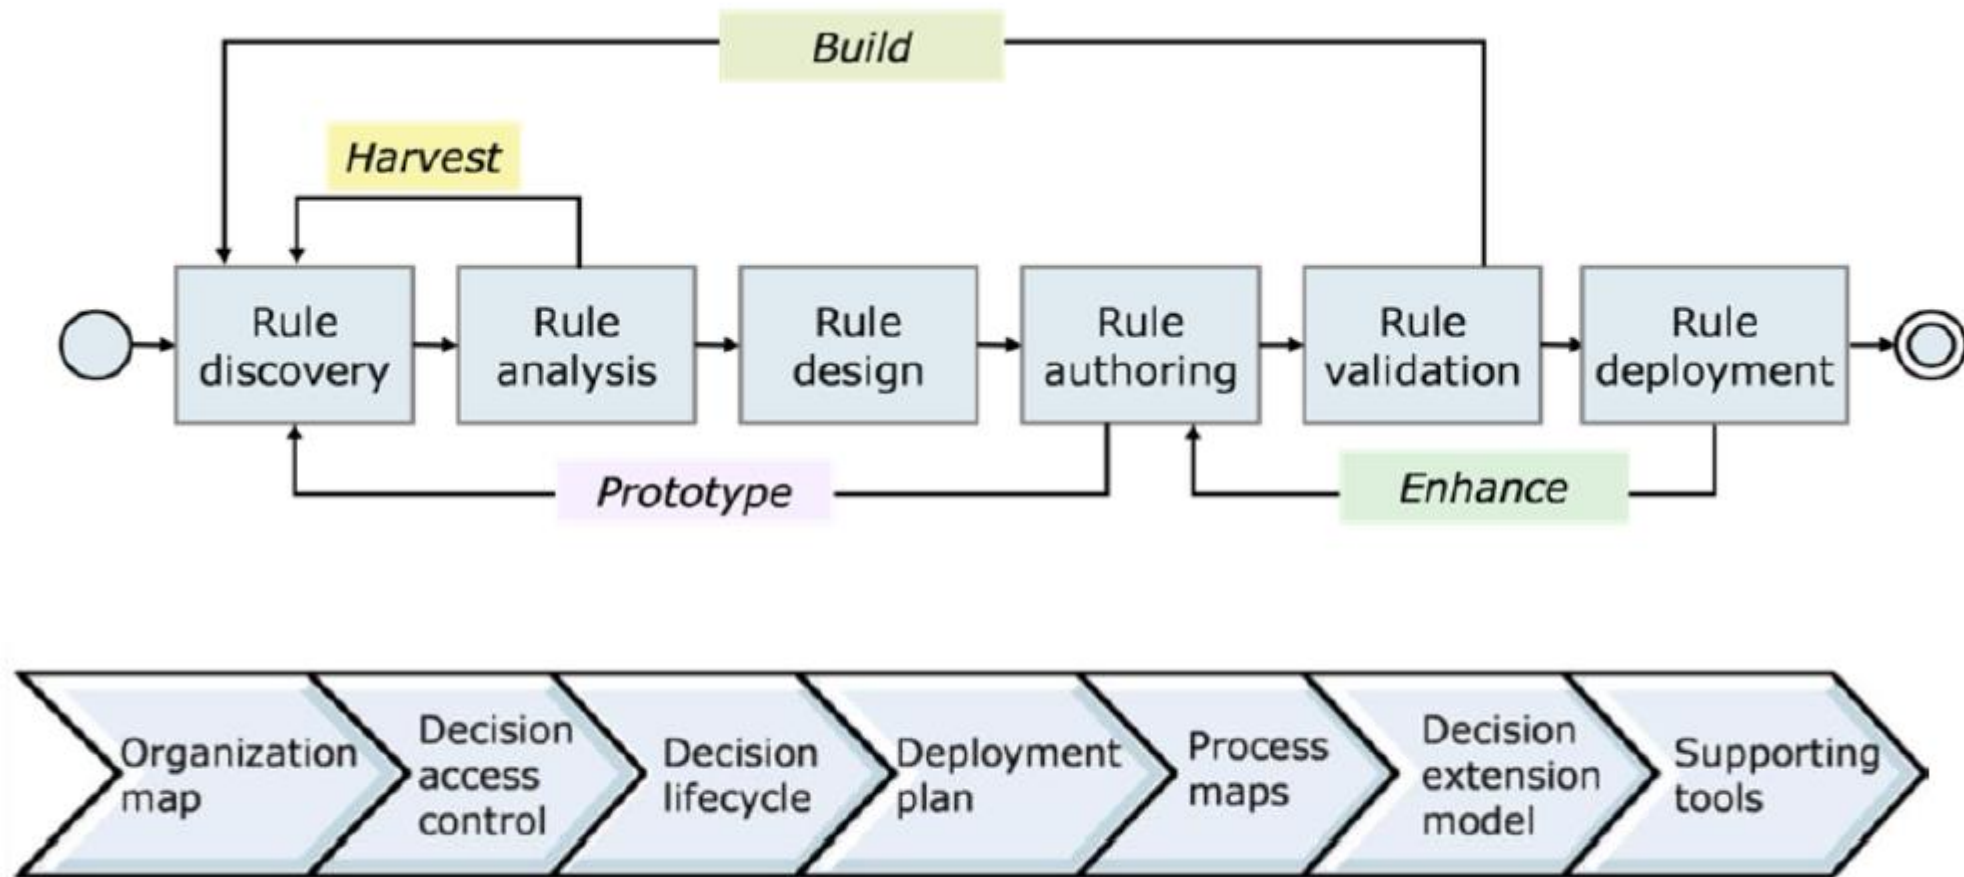 Build
Harvest
Rule
discovery
Rule
analysis
Rule
design
Rule
authoring
Rule
validation
Rule
deployment
Prototype
Enhance
Organization
map
Decision
access
control
Decision
lifecycle
Deployment
plan
Process
maps
Decision
extension
model
Supporting
tools